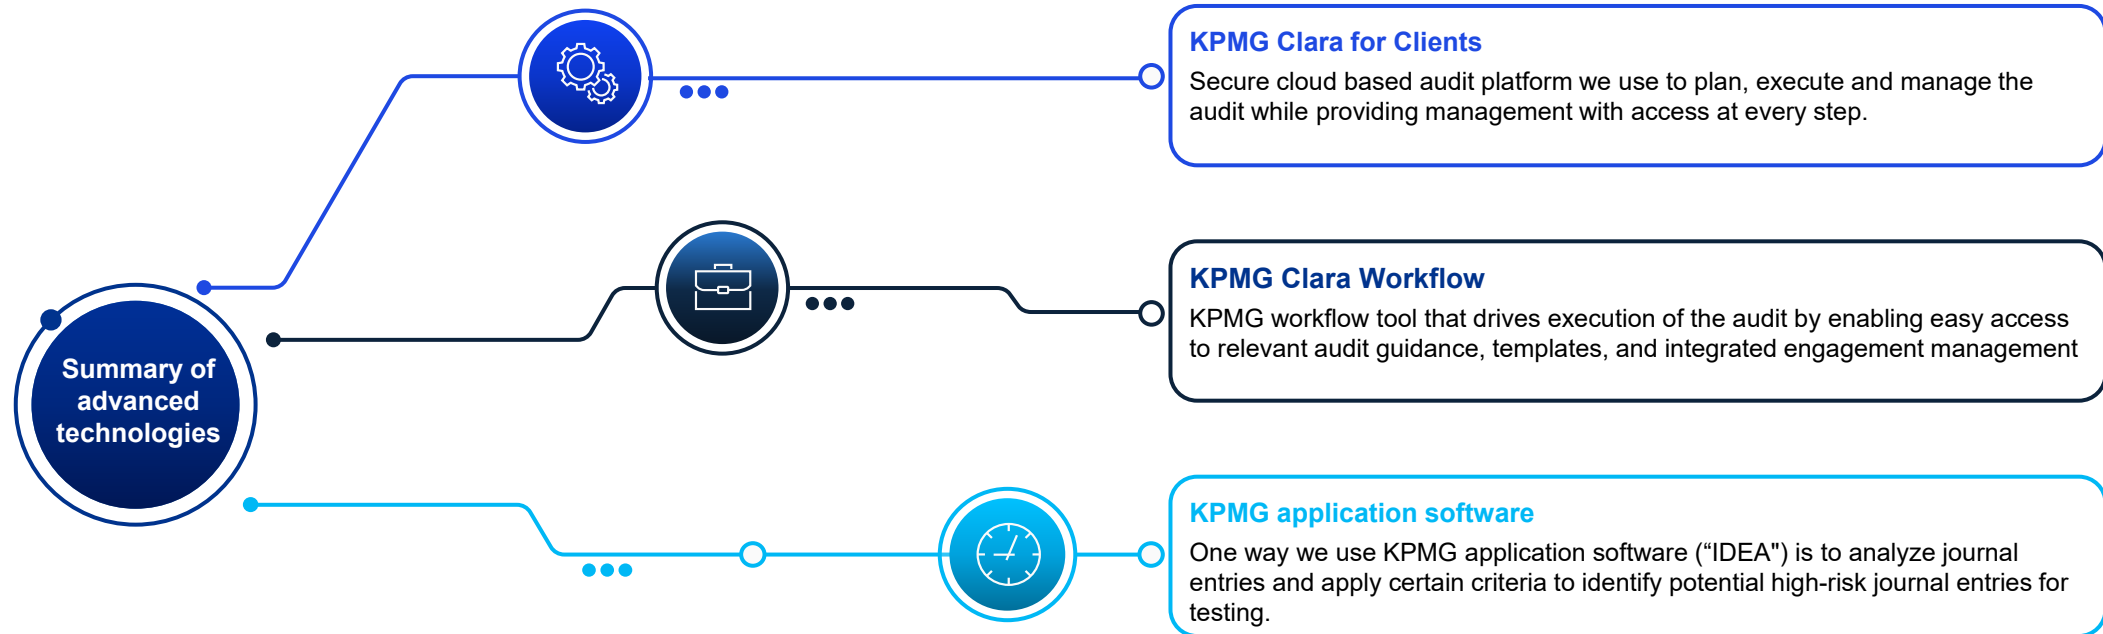 KPMG Clara for Clients
Secure cloud based audit platform we use to plan, execute and manage the
audit while providing management with access at every step.
KPMG Clara Workflow
KPMG workflow tool that drives execution of the audit by enabling easy access
to relevant audit guidance, templates, and integrated engagement management
Summary of
advanced
technologies
KPMG application software
One way we use KPMG application software (“IDEA") is to analyze journal
entries and apply certain criteria to identify potential high-risk journal entries for
testing.